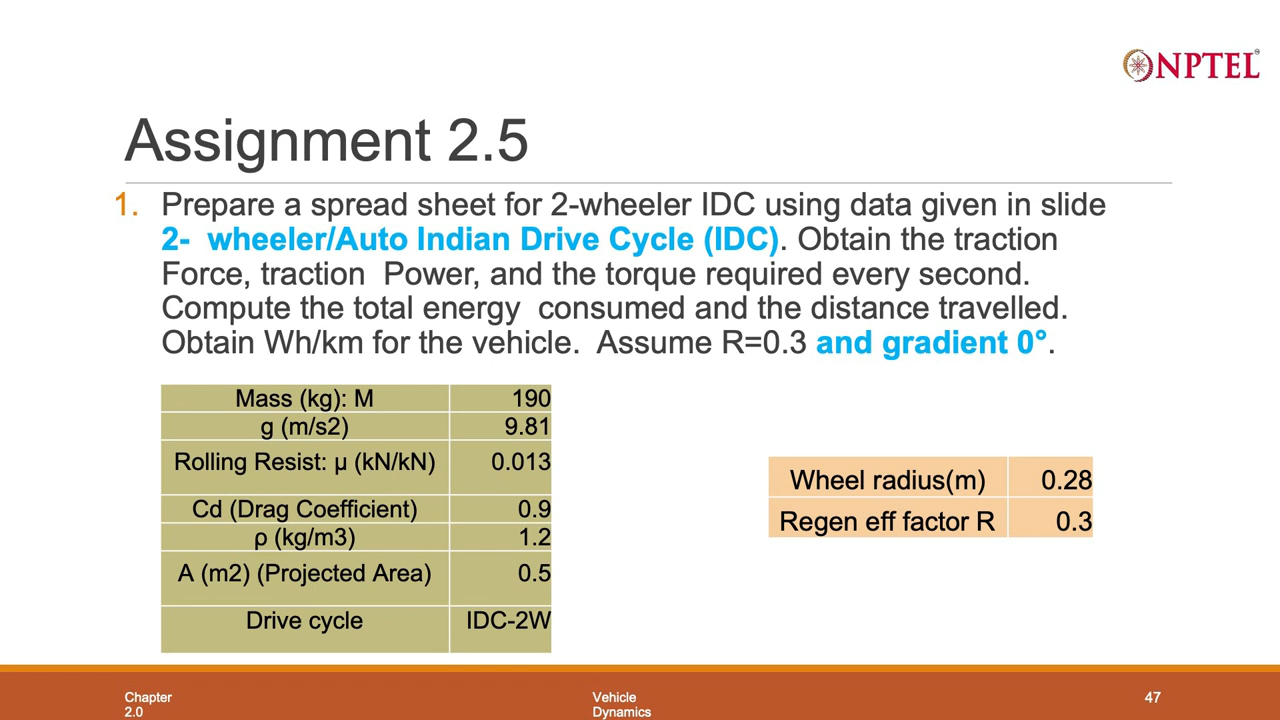 NPTEL
Assignment 2.5
1. Prepare a spread sheet for 2-wheeler IDC using data given in slide
2- wheeler/Auto Indian Drive Cycle (IDC). Obtain the traction
Force, traction Power, and the torque required every second.
Compute the total energy consumed and the distance travelled.
Obtain Wh/km for the vehicle. Assume R=0.3 and gradient 0°.
Mass (kg): M 190
g (m/s2) 9.81
Rolling Resist: µ (kN/kN) 0.013
Cd (Drag Coefficient) 0.9
ρ (kg/m3) 1.2
A (m2) (Projected Area) 0.5
Drive cycle IDC-2W
Wheel radius(m) 0.28
Regen eff factor R 0.3
Chapter
2.0
Vehicle
Dynamics
47